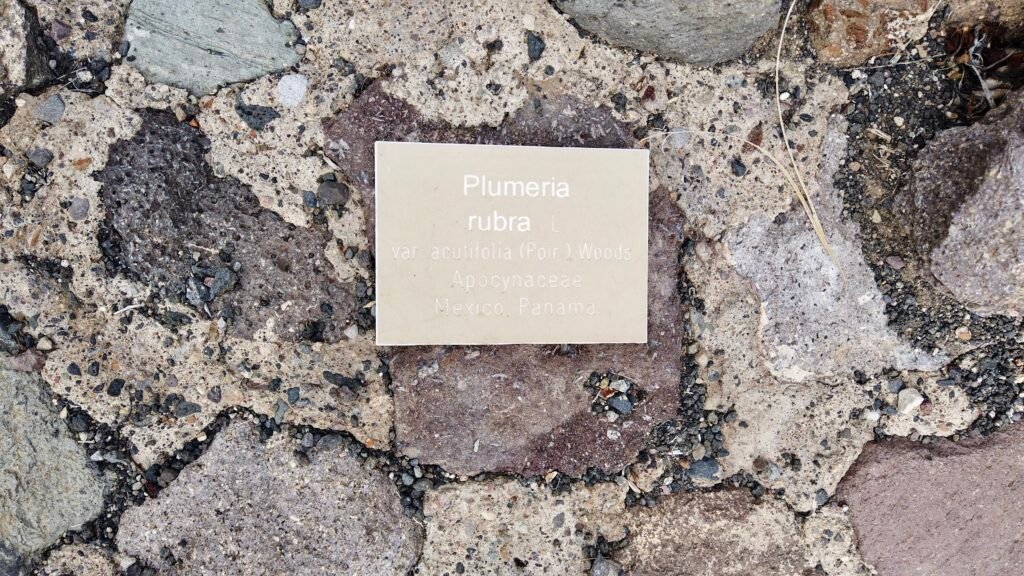 Plumeria
rubra L
var. acutifolia (Poir.) Woods
Apocynaceae
Mexico, Panama